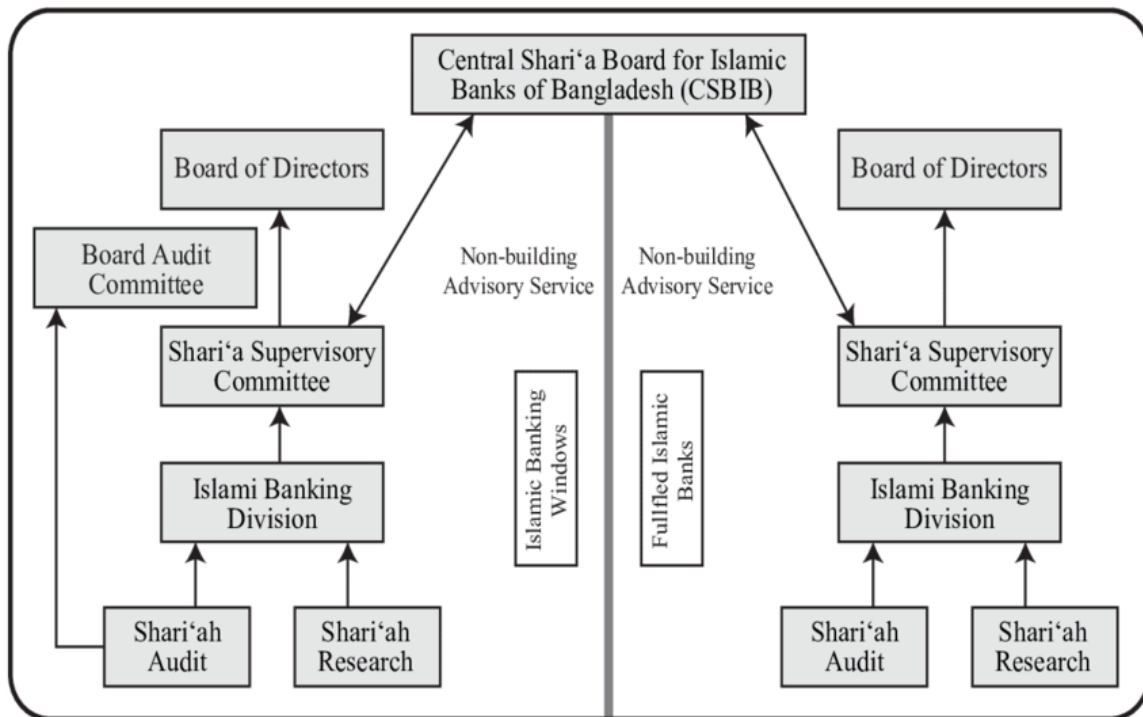 Central Shari‘a Board for Islamic
Banks of Bangladesh (CSBIB)
Board of Directors
Board Audit
Committee
Non-building
Advisory Service
Shari‘a Supervisory
Committee
Islamic Banking
Windows
Islami Banking
Division
Shari‘ah
Audit
Shari‘ah
Research
Board of Directors
Non-building
Advisory Service
Shari‘a Supervisory
Committee
Fullfled Islamic
Banks
Islami Banking
Division
Shari‘ah
Audit
Shari‘ah
Research